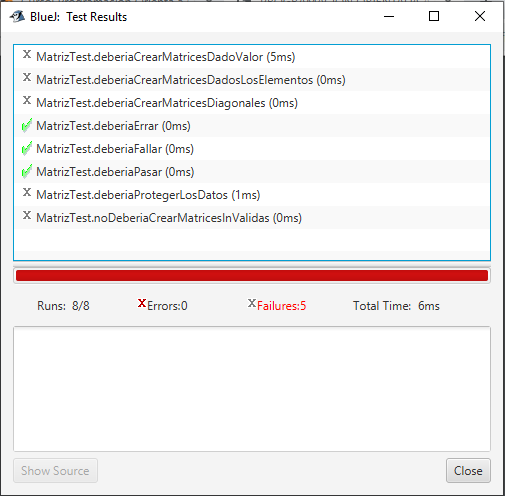 BlueJ: Test Results
MatrizTest.deberiaCrearMatricesDadoValor (5ms)
MatrizTest.deberiaCrearMatricesDadosLosElementos (0ms)
MatrizTest.deberiaCrearMatricesDiagonales (0ms)
MatrizTest.deberiaErrar (0ms)
MatrizTest.deberiaFallar (0ms)
MatrizTest.deberiaPasar (0ms)
MatrizTest.deberiaProtegerLosDatos (1ms)
MatrizTest.noDeberiaCrearMatricesInValidas (0ms)
Runs: 8/8 Errors:0 Failures:5 Total Time: 6ms
Show Source Close